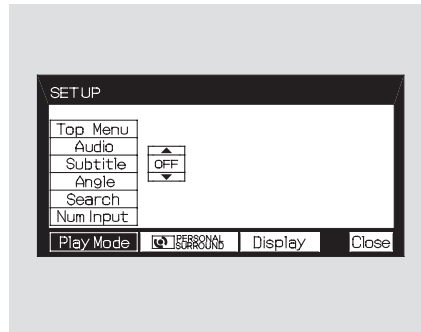 SETUP
Top Menu
Audio
Subtitle
OFF
Angle
Search
Num Input
Play Mode PERSONAL SURROUND Display Close